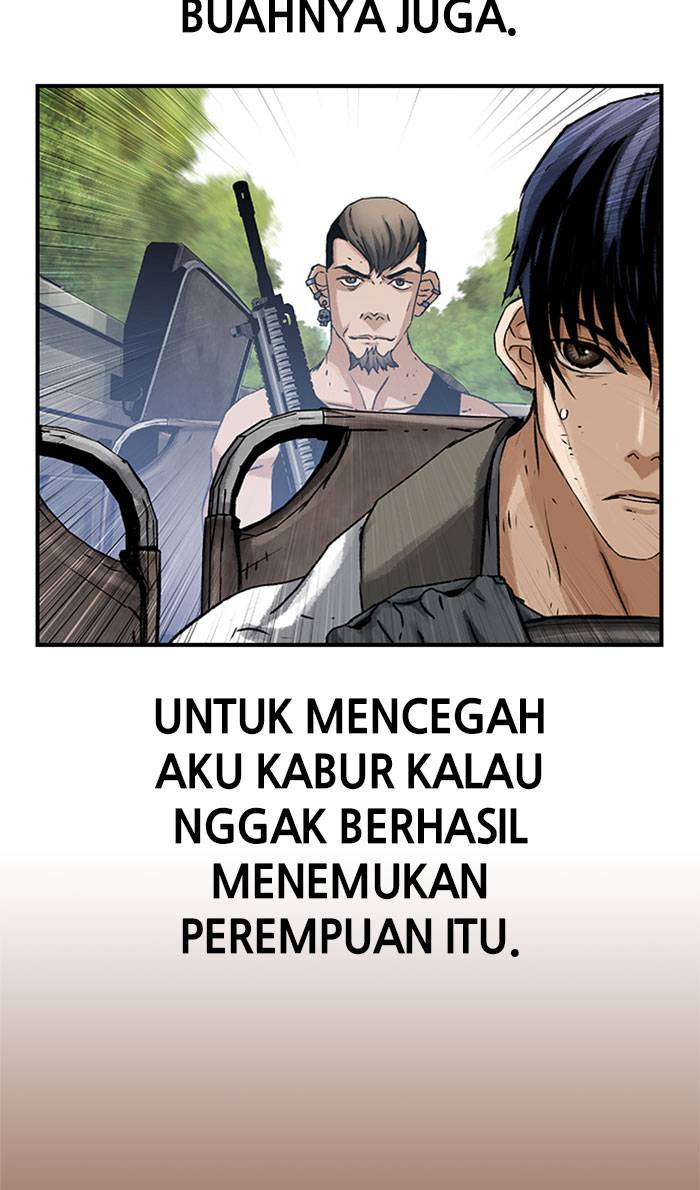 BUAHNYA JUGA.
UNTUK MENCEGAH
AKU KABUR KALAU
NGGAK BERHASIL
MENEMUKAN
PEREMPUAN ITU.